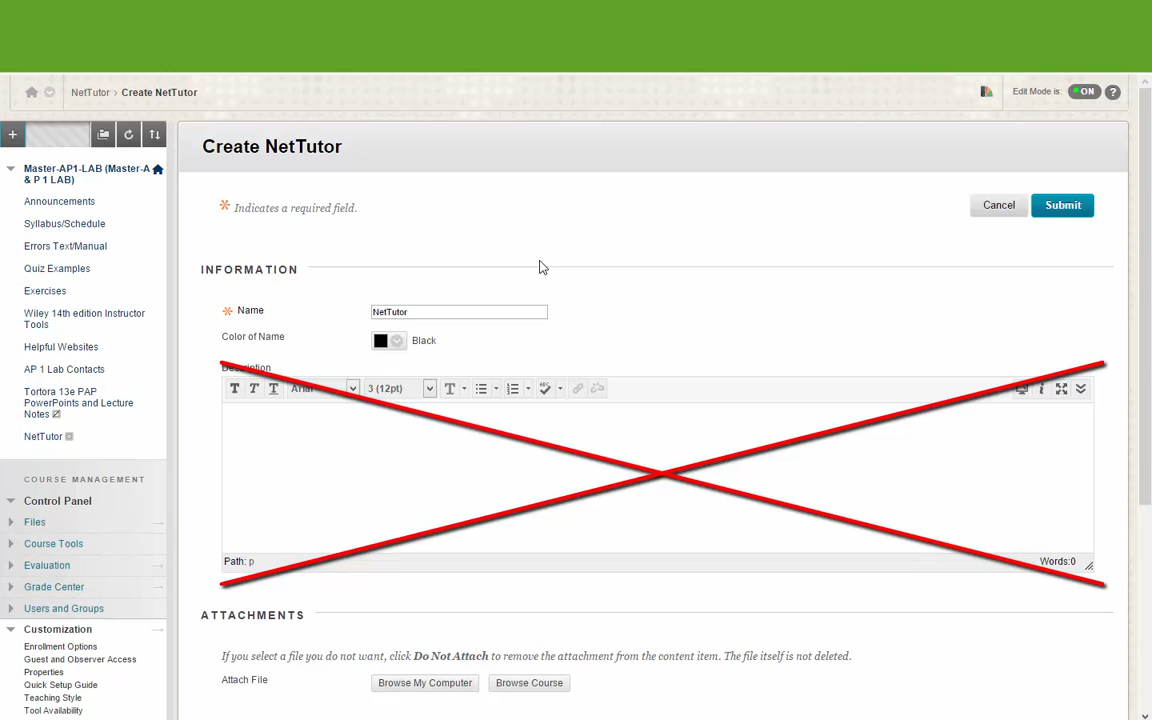 NetTutor > Create NetTutor
Edit Mode is: ON ?
+
Create NetTutor
Master-AP1-LAB (Master-A
& P 1 LAB)
Announcements
Syllabus/Schedule
Errors Text/Manual
Quiz Examples
Exercises
Wiley 14th edition Instructor
Tools
Helpful Websites
AP 1 Lab Contacts
Tortora 13e PAP
PowerPoints and Lecture
Notes
NetTutor
COURSE MANAGEMENT
Control Panel
Files
Course Tools
Evaluation
Grade Center
Users and Groups
Customization
Enrollment Options
Guest and Observer Access
Properties
Quick Setup Guide
Teaching Style
Tool Availability
* Indicates a required field.
Cancel Submit
INFORMATION
* Name NetTutor
Color of Name Black
Description
T T T Arial 3 (12pt) T
Path: p Words:0
ATTACHMENTS
If you select a file you do not want, click Do Not Attach to remove the attachment from the content item. The file itself is not deleted.
Attach File Browse My Computer Browse Course